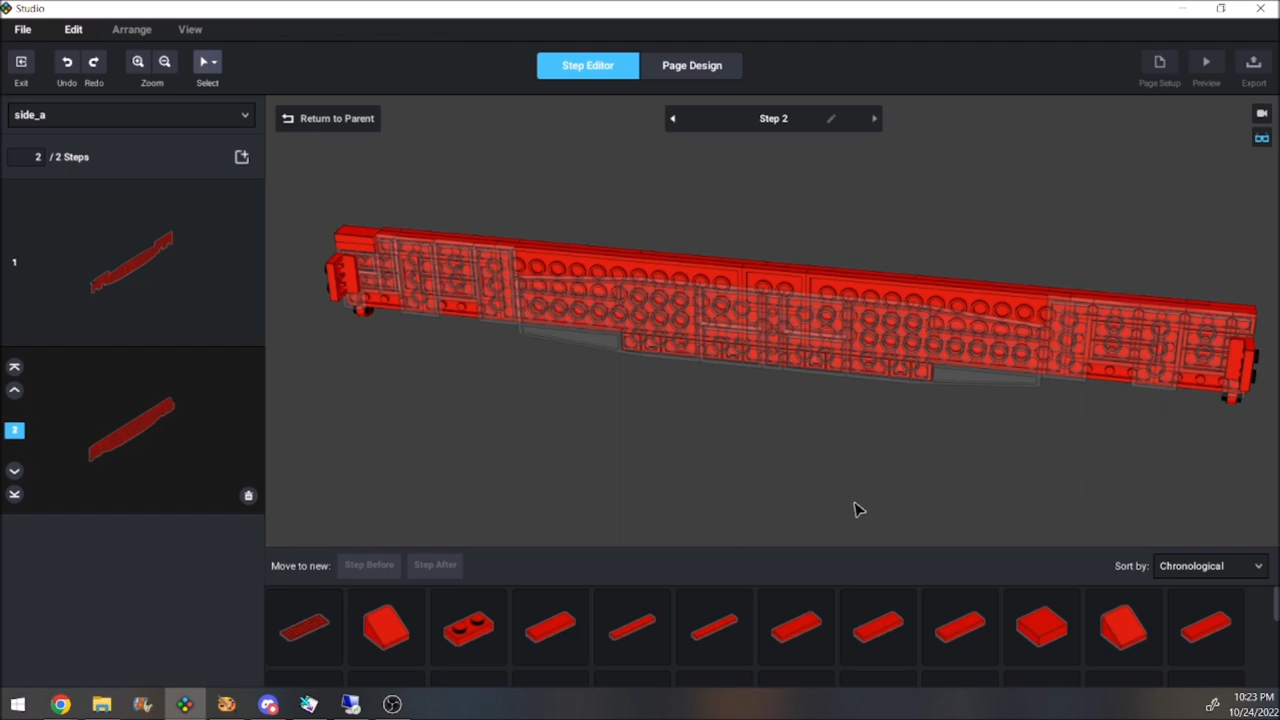 Studio
File Edit Arrange View
Exit Undo Redo Zoom Select
Step Editor Page Design
Page Setup Preview Export
side_a
Return to Parent
Step 2
2 / 2 Steps
1
2
Move to new: Step Before Step After
Sort by: Chronological
10:23 PM
10/24/2022